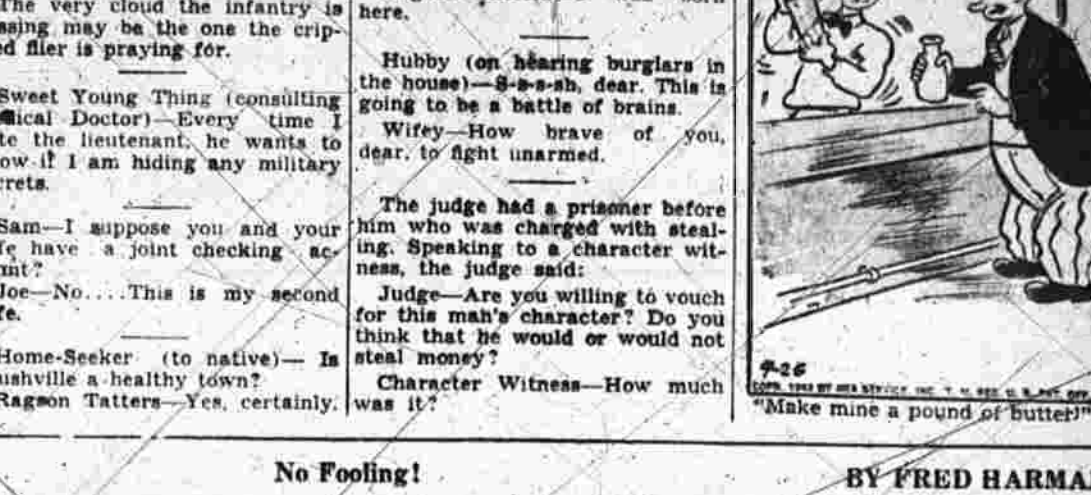 The very cloud the infantry is
ssing may be the one the crip-
ed flier is praying for.
Sweet Young Thing (consulting
ical Doctor)—Every time I
te the lieutenant, he wants to
ow if I am hiding any military
crets.
Sam—I suppose you and your
fe have a joint checking ac-
unt?
Joe—No....This is my second
fe.
Home-Seeker (to native)—Is
ushville a healthy town?
Ragson Tatters—Yes, certainly.
here.
Hubby (on hearing burglars in
the house)—S-s-s-sh, dear. This is
going to be a battle of brains.
Wifey—How brave of you,
dear, to fight unarmed.
The judge had a prisoner before
him who was charged with steal-
ing. Speaking to a character wit-
ness, the judge said:
Judge—Are you willing to vouch
for this man's character? Do you
think that he would or would not
steal money?
Character Witness—How much
was it?
9-26
"Make mine a pound of butter!"
No Fooling!
BY FRED HARMA